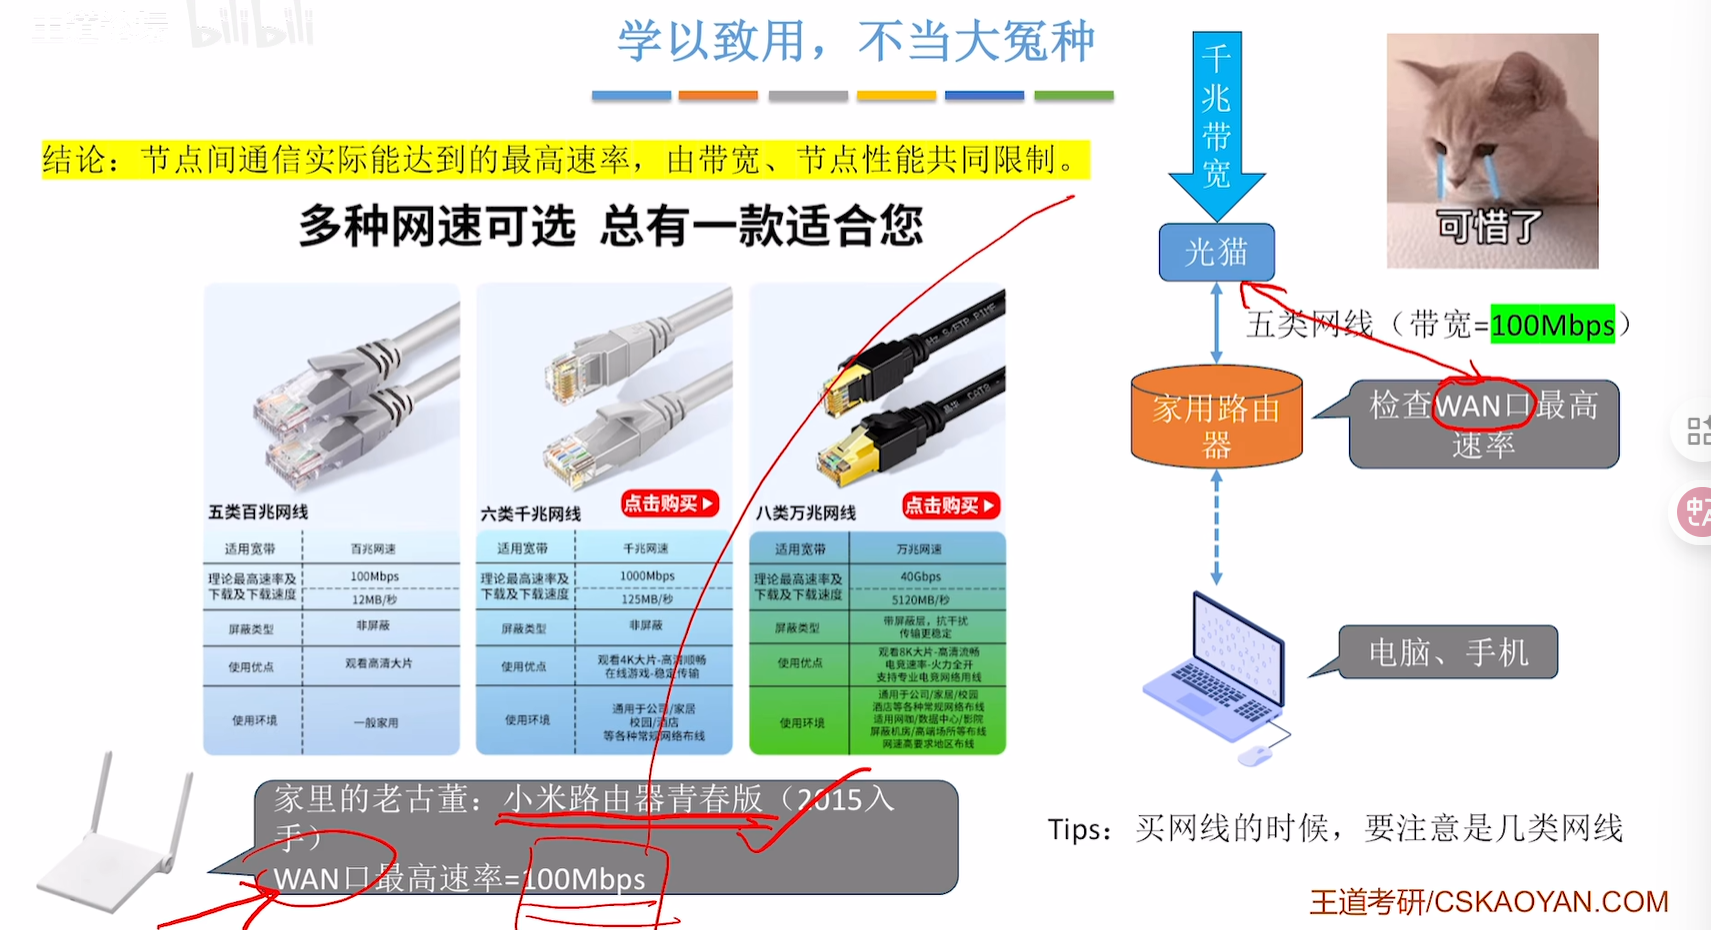 bilibili
学以致用，不当大冤种
结论：节点间通信实际能达到的最高速率，由带宽、节点性能共同限制。
多种网速可选 总有一款适合您
五类百兆网线
适用宽带
百兆网速
理论最高速率及
下载及下载速度
100Mbps
12MB/秒
屏蔽类型
非屏蔽
使用优点
观看高清大片
使用环境
一般家用
六类千兆网线
点击购买
适用宽带
千兆网速
理论最高速率及
下载及下载速度
1000Mbps
125MB/秒
屏蔽类型
非屏蔽
使用优点
观看4K大片-高清顺畅
在线游戏-稳定传输
使用环境
通用于公司/家居
校园/酒店
等各种常规网络布线
八类万兆网线
点击购买
适用宽带
万兆网速
理论最高速率及
下载及下载速度
40Gbps
5120MB/秒
屏蔽类型
带屏蔽层，抗干扰
传输更稳定
使用优点
观看8K大片-高清流畅
电竞速率-火力全开
支持专业电竞网络用线
使用环境
通用于公司/家居/校园
酒店等各种常规网络布线
适用网咖/数据中心/影院
屏蔽机房/高端场所等布线
网速高要求地区布线
家里的老古董：小米路由器青春版（2015入
手）
WAN口最高速率=100Mbps
千兆带宽
光猫
五类网线（带宽=100Mbps）
家用路由
器
检查WAN口最高
速率
电脑、手机
可惜了
Tips：买网线的时候，要注意是几类网线
王道考研/CSKAOYAN.COM